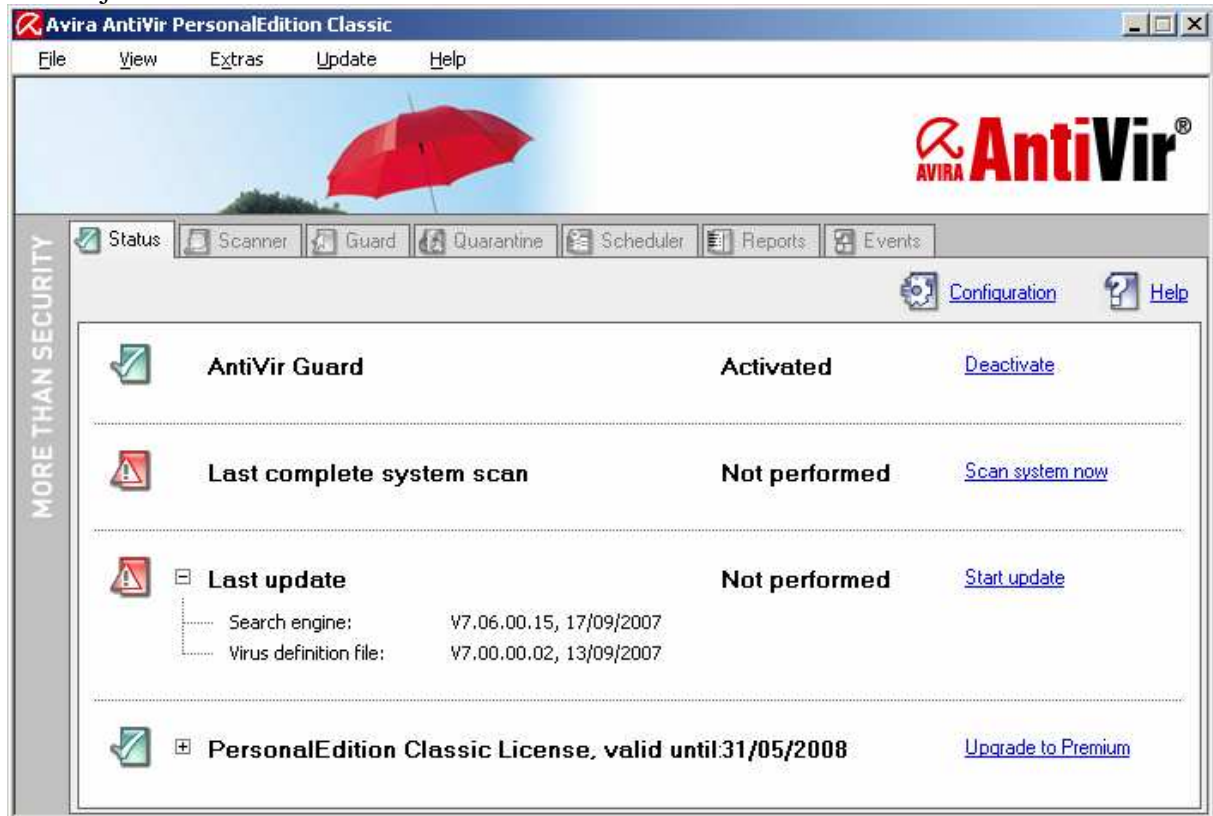 Avira AntiVir PersonalEdition Classic
File View Extras Update Help
AVIRA AntiVir®
MORE THAN SECURITY
Status Scanner Guard Quarantine Scheduler Reports Events
Configuration Help
AntiVir Guard Activated Deactivate
Last complete system scan Not performed Scan system now
Last update Not performed Start update
Search engine: V7.06.00.15, 17/09/2007
Virus definition file: V7.00.00.02, 13/09/2007
PersonalEdition Classic License, valid until:31/05/2008 Upgrade to Premium